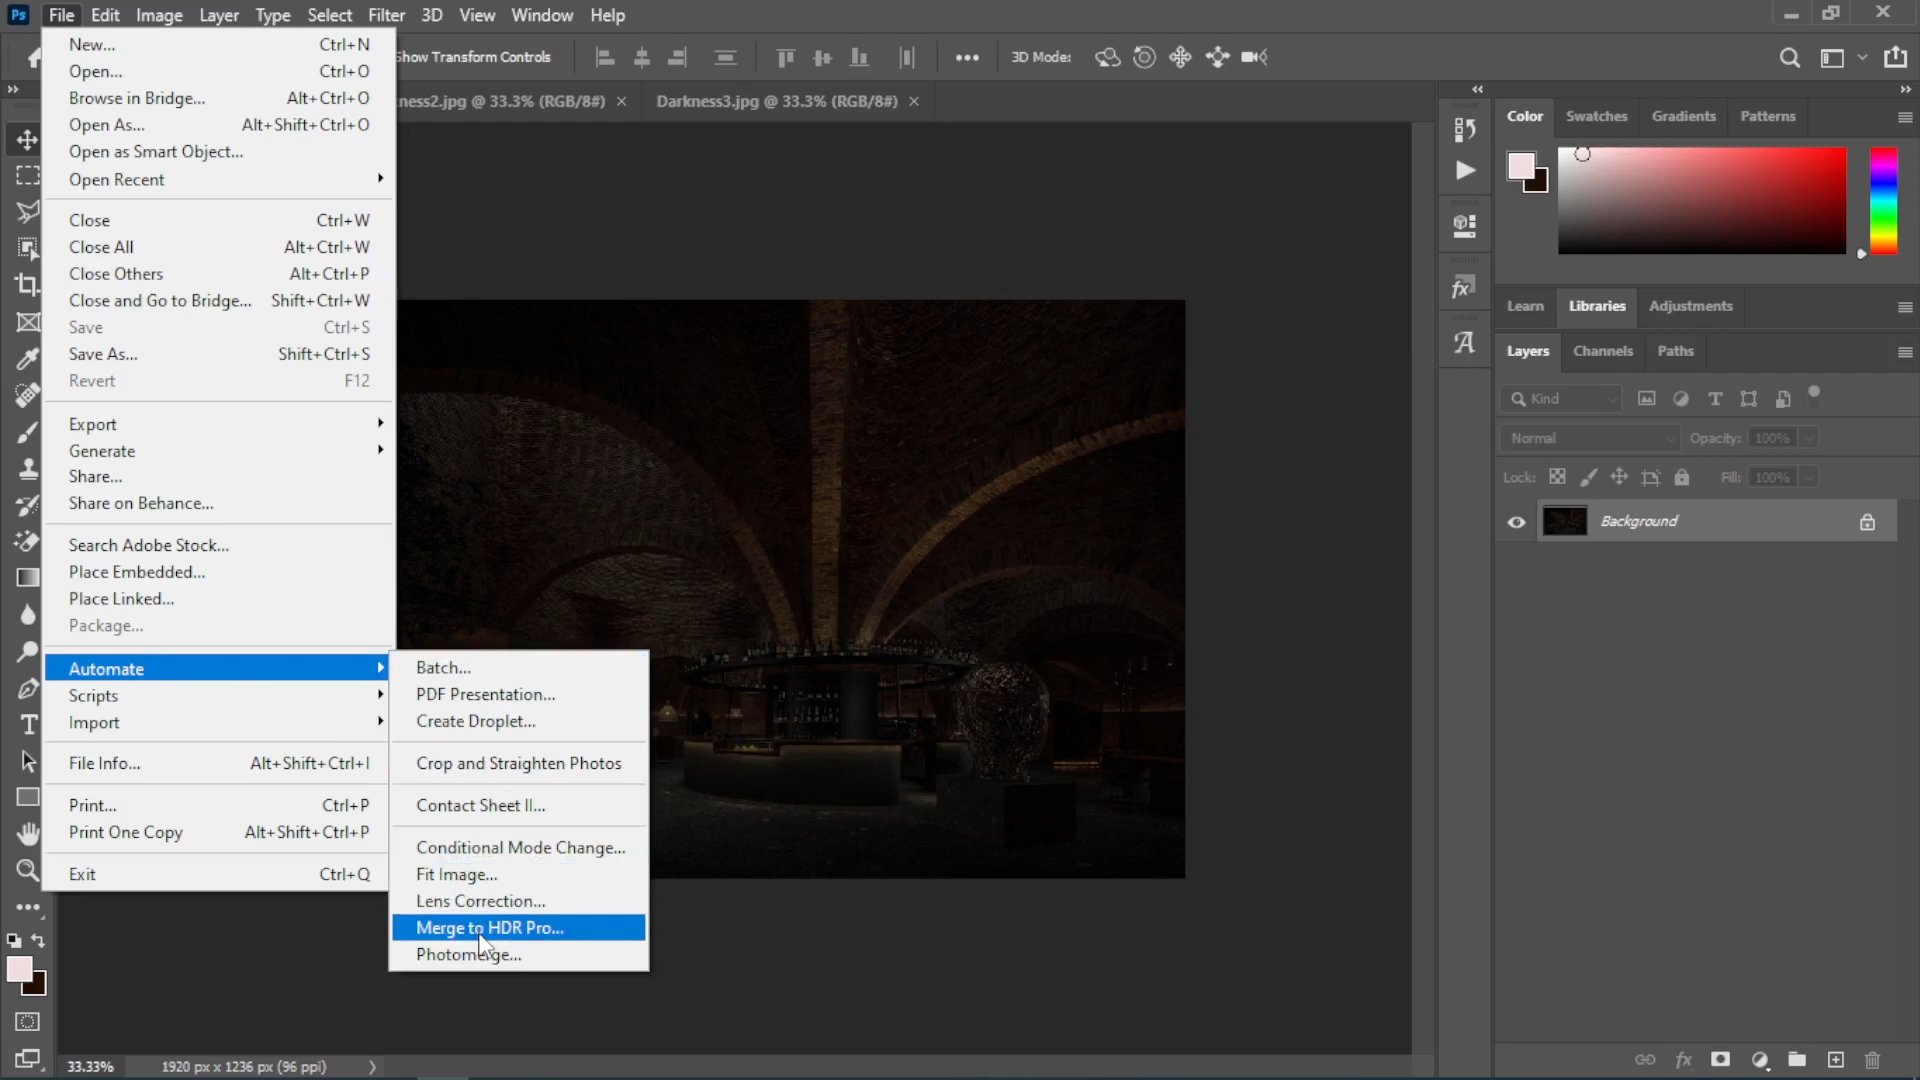 Ps File Edit Image Layer Type Select Filter 3D View Window Help
Show Transform Controls
3D Mode:
ness2.jpg @ 33.3% (RGB/8#) ×
Darkness3.jpg @ 33.3% (RGB/8#) ×
New... Ctrl+N
Open... Ctrl+O
Browse in Bridge... Alt+Ctrl+O
Open As... Alt+Shift+Ctrl+O
Open as Smart Object...
Open Recent
Close Ctrl+W
Close All Alt+Ctrl+W
Close Others Alt+Ctrl+P
Close and Go to Bridge... Shift+Ctrl+W
Save Ctrl+S
Save As... Shift+Ctrl+S
Revert F12
Export
Generate
Share...
Share on Behance...
Search Adobe Stock...
Place Embedded...
Place Linked...
Package...
Automate
Scripts
Import
File Info... Alt+Shift+Ctrl+I
Print... Ctrl+P
Print One Copy Alt+Shift+Ctrl+P
Exit Ctrl+Q
Batch...
PDF Presentation...
Create Droplet...
Crop and Straighten Photos
Contact Sheet II...
Conditional Mode Change...
Fit Image...
Lens Correction...
Merge to HDR Pro...
Photomerge...
Color Swatches Gradients Patterns
Learn Libraries Adjustments
Layers Channels Paths
Kind
Normal Opacity: 100%
Lock: Fill: 100%
Background
33.33% 1920 px x 1236 px (96 ppi)